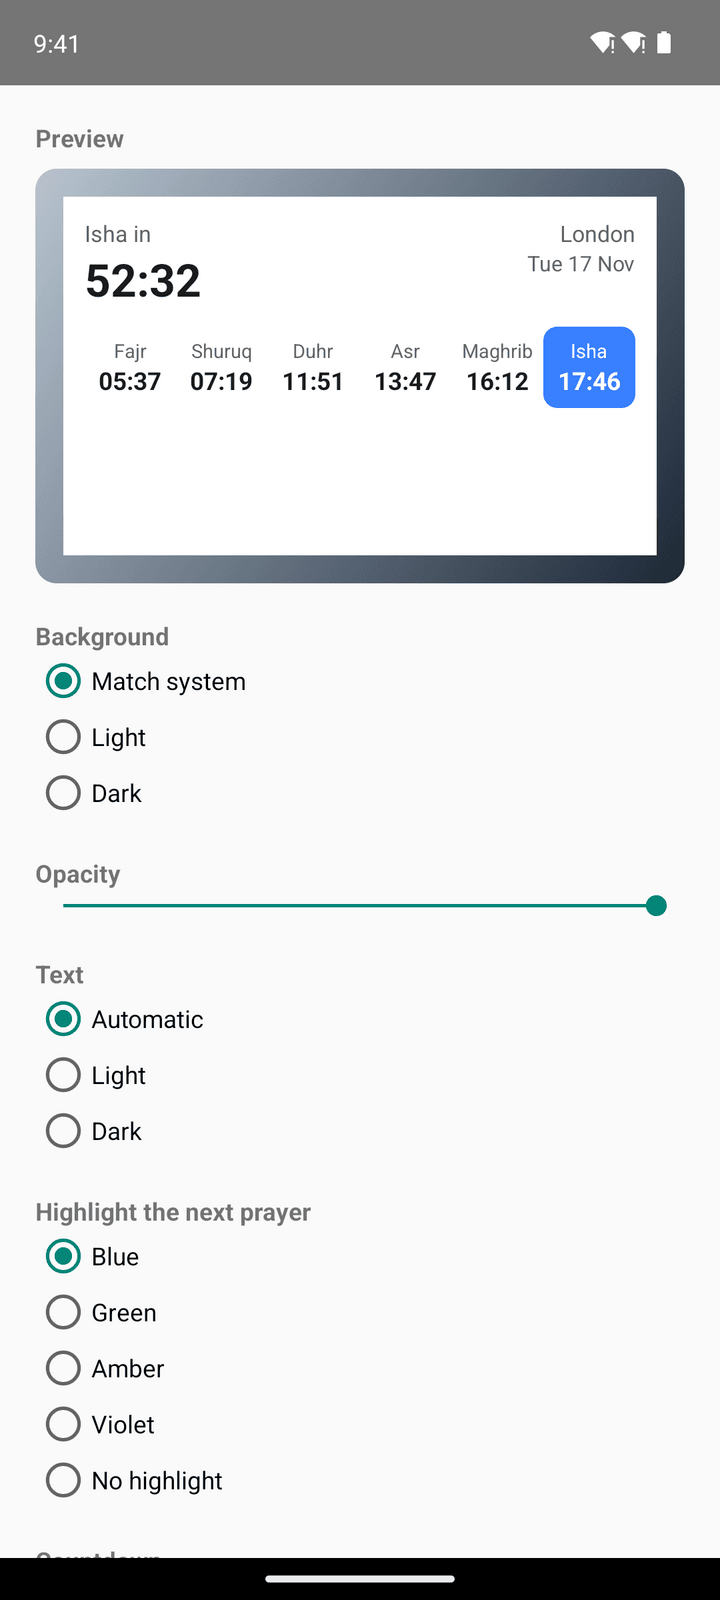 9:41
Preview
Isha in
London
52:32
Tue 17 Nov
Fajr Shuruq Duhr Asr Maghrib Isha
05:37 07:19 11:51 13:47 16:12 17:46
Background
Match system
Light
Dark
Opacity
Text
Automatic
Light
Dark
Highlight the next prayer
Blue
Green
Amber
Violet
No highlight